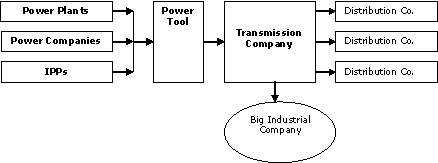 Power Plants
Power Companies
IPPs
Power
Tool
Transmission
Company
Distribution Co.
Distribution Co.
Distribution Co.
Big Industrial
Company